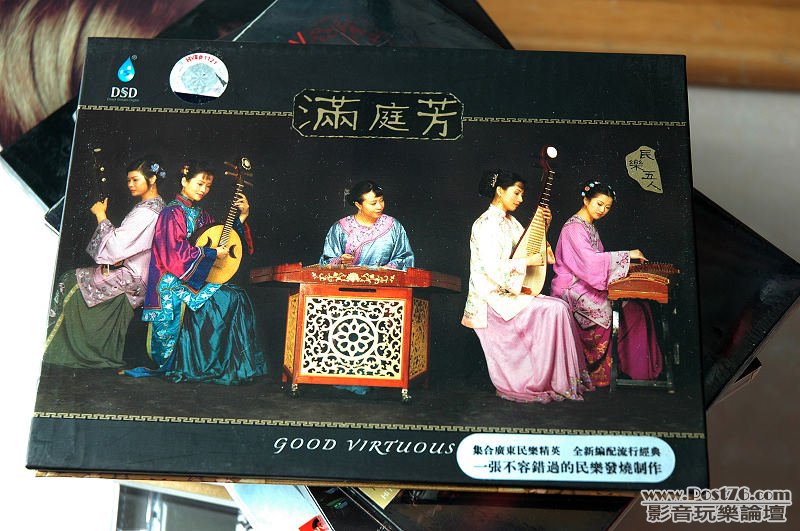 DSD
HVB#1121
滿庭芳
民樂五人
GOOD VIRTUOUS
集合廣東民樂精英 全新編配流行經典
一張不容錯過的民樂發燒制作
www.Post76.com
影音玩樂論壇